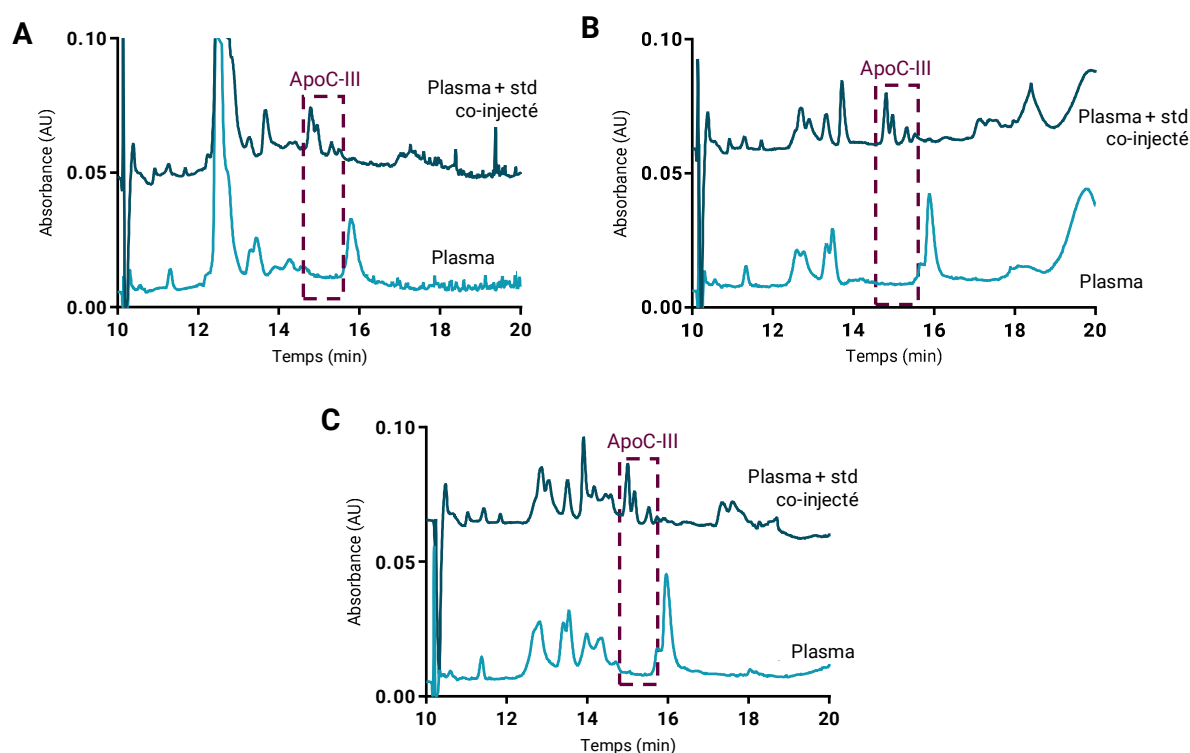 A
0.10
ApoC-III
Plasma + std
co-injecté
0.05
Absorbance (AU)
Plasma
0.00
10 12 14 16 18 20
Temps (min)
B
0.10
ApoC-III
Plasma + std
co-injecté
0.05
Absorbance (AU)
Plasma
0.00
10 12 14 16 18 20
Temps (min)
C
0.10
ApoC-III
Plasma + std
co-injecté
0.05
Absorbance (AU)
Plasma
0.00
10 12 14 16 18 20
Temps (min)